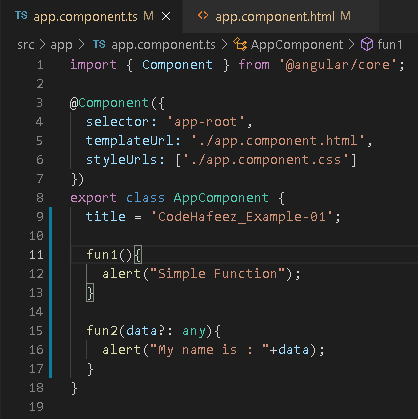 TS app.component.ts M ✕ <> app.component.html M
src > app > TS app.component.ts > AppComponent > fun1
1 import { Component } from '@angular/core';
2
3 @Component({
4 selector: 'app-root',
5 templateUrl: './app.component.html',
6 styleUrls: ['./app.component.css']
7 })
8 export class AppComponent {
9 title = 'CodeHafeez_Example-01';
10
11 fun1(){
12 alert("Simple Function");
13 }
14
15 fun2(data?: any){
16 alert("My name is : "+data);
17 }
18 }
19